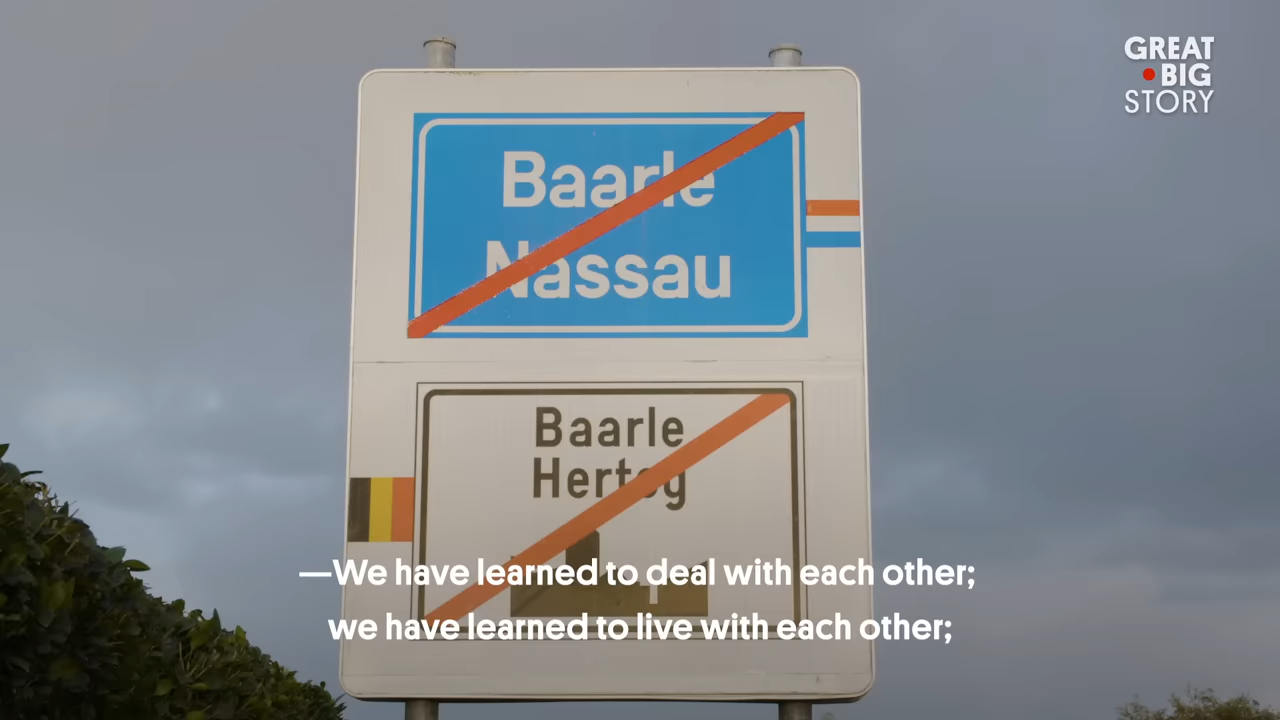 GREAT
BIG
STORY
Baarle
Nassau
Baarle
Hertog
—We have learned to deal with each other;
we have learned to live with each other;